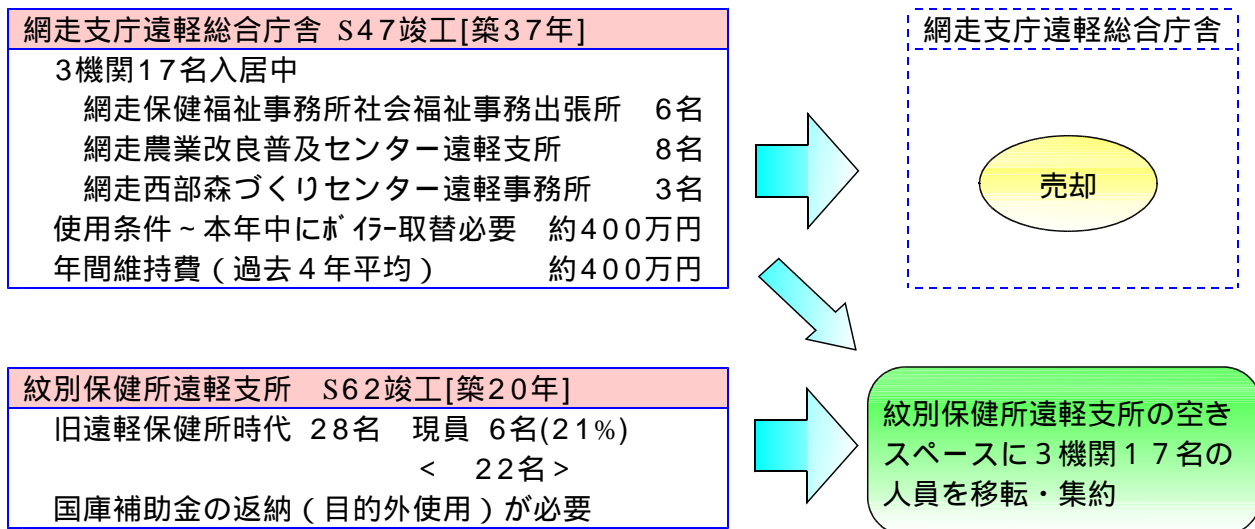 網走支庁遠軽総合庁舎 S47竣工[築37年]
3機関17名入居中
網走保健福祉事務所社会福祉事務出張所 6名
網走農業改良普及センター遠軽支所 8名
網走西部森づくりセンター遠軽事務所 3名
使用条件~本年中にﾎﾞｲﾗｰ取替必要 約400万円
年間維持費(過去4年平均) 約400万円
網走支庁遠軽総合庁舎
売却
紋別保健所遠軽支所 S62竣工[築20年]
旧遠軽保健所時代 28名 現員 6名(21%)
< 22名>
国庫補助金の返納(目的外使用)が必要
紋別保健所遠軽支所の空き
スペースに3機関17名の
人員を移転・集約